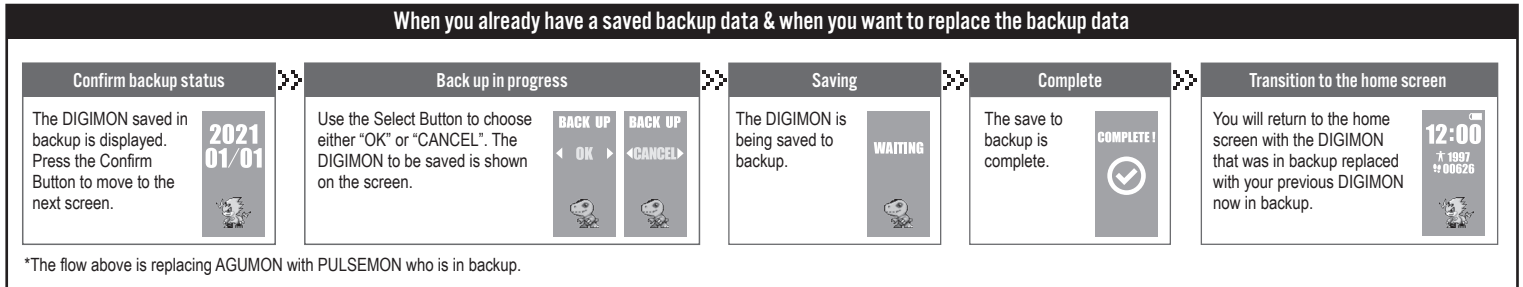 When you already have a saved backup data & when you want to replace the backup data
Confirm backup status
The DIGIMON saved in
backup is displayed.
Press the Confirm
Button to move to the
next screen.
2021
01/01
Back up in progress
Use the Select Button to choose
either “OK” or “CANCEL”. The
DIGIMON to be saved is shown
on the screen.
BACK UP
OK
BACK UP
CANCEL
Saving
The DIGIMON is
being saved to
backup.
WAITING
Complete
The save to
backup is
complete.
COMPLETE !
Transition to the home screen
You will return to the home
screen with the DIGIMON
that was in backup replaced
with your previous DIGIMON
now in backup.
12:00
1997
00626
*The flow above is replacing AGUMON with PULSEMON who is in backup.